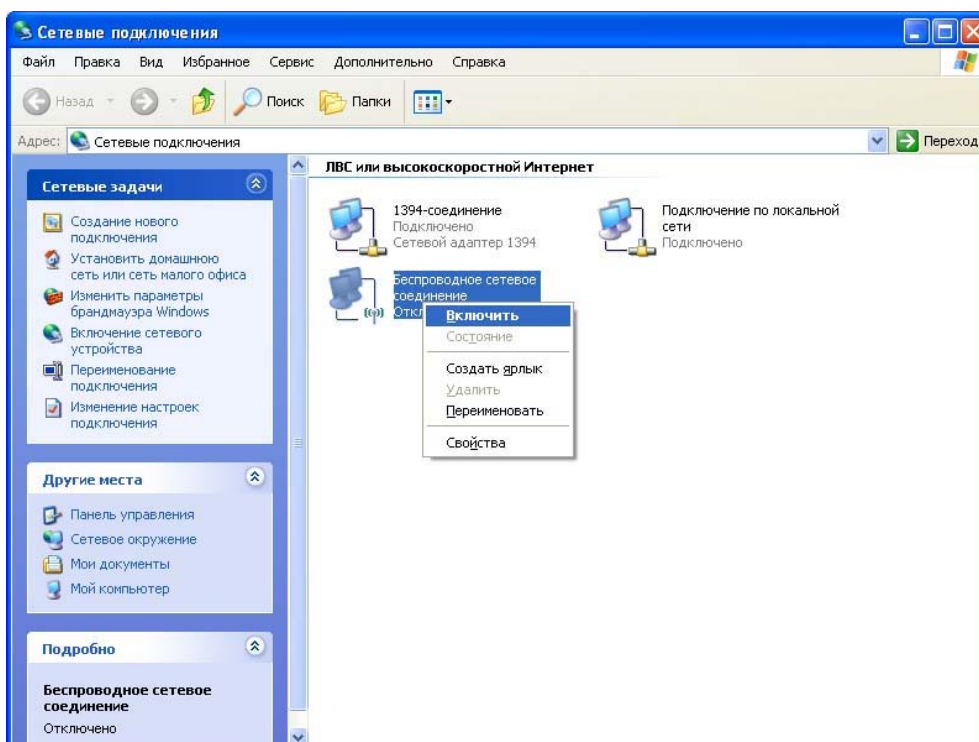 Сетевые подключения
Файл Правка Вид Избранное Сервис Дополнительно Справка
Назад Поиск Папки
Адрес: Сетевые подключения Переход
Сетевые задачи
Создание нового
подключения
Установить домашнюю
сеть или сеть малого офиса
Изменить параметры
брандмауэра Windows
Включение сетевого
устройства
Переименование
подключения
Изменение настроек
подключения
Другие места
Панель управления
Сетевое окружение
Мои документы
Мой компьютер
Подробно
Беспроводное сетевое
соединение
Отключено
ЛВС или высокоскоростной Интернет
1394-соединение
Подключено
Сетевой адаптер 1394
Подключение по локальной
сети
Подключено
Беспроводное сетевое
соединение
Включить
Состояние
Создать ярлык
Удалить
Переименовать
Свойства